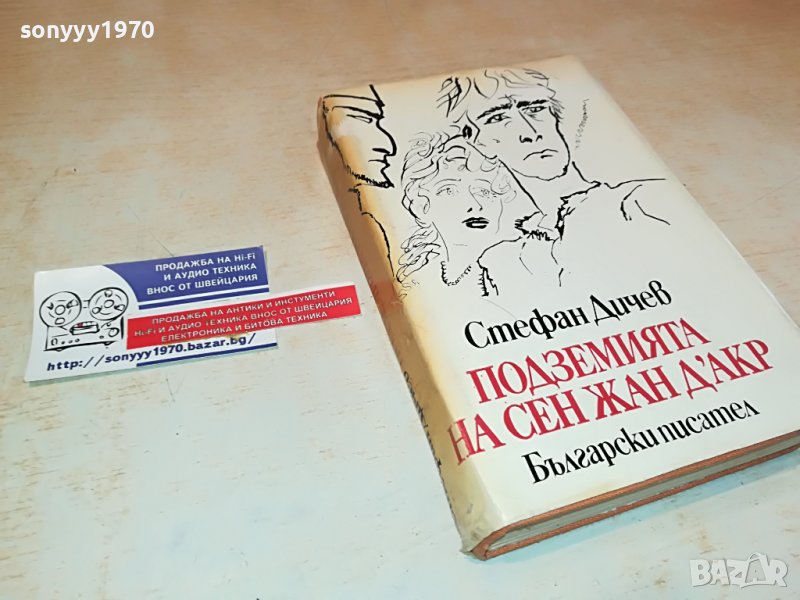 sonyyy1970
ПРОДАЖБА НА Hi-Fi
И АУДИО ТЕХНИКА
ВНОС ОТ ШВЕЙЦАРИЯ
ПРОДАЖБА НА АНТИКИ И ИНСТУМЕНТИ
Hi-Fi И АУДИО ТЕХНИКА ВНОС ОТ ШВЕЙЦАРИЯ
ЕЛЕКТРОНИКА И БИТОВА ТЕХНИКА
http://sonyyy1970.bazar.bg/
Стефан Дичев
ПОДЗЕМИЯТА
НА СЕН ЖАН Д'АКР
Български писател
BAZAR